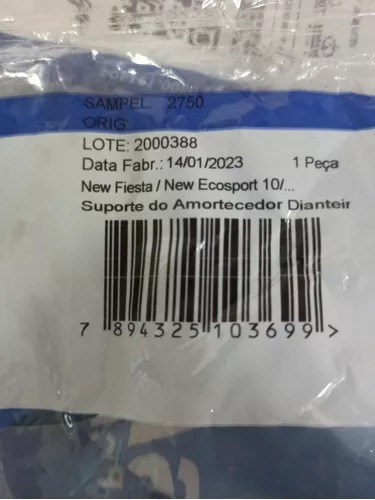 SAMPEL: 2750
ORIG:
LOTE: 2000388
Data Fabr.: 14/01/2023 1 Peça
New Fiesta / New Ecosport 10/...
Suporte do Amortecedor Dianteir
7 894325 103699 >